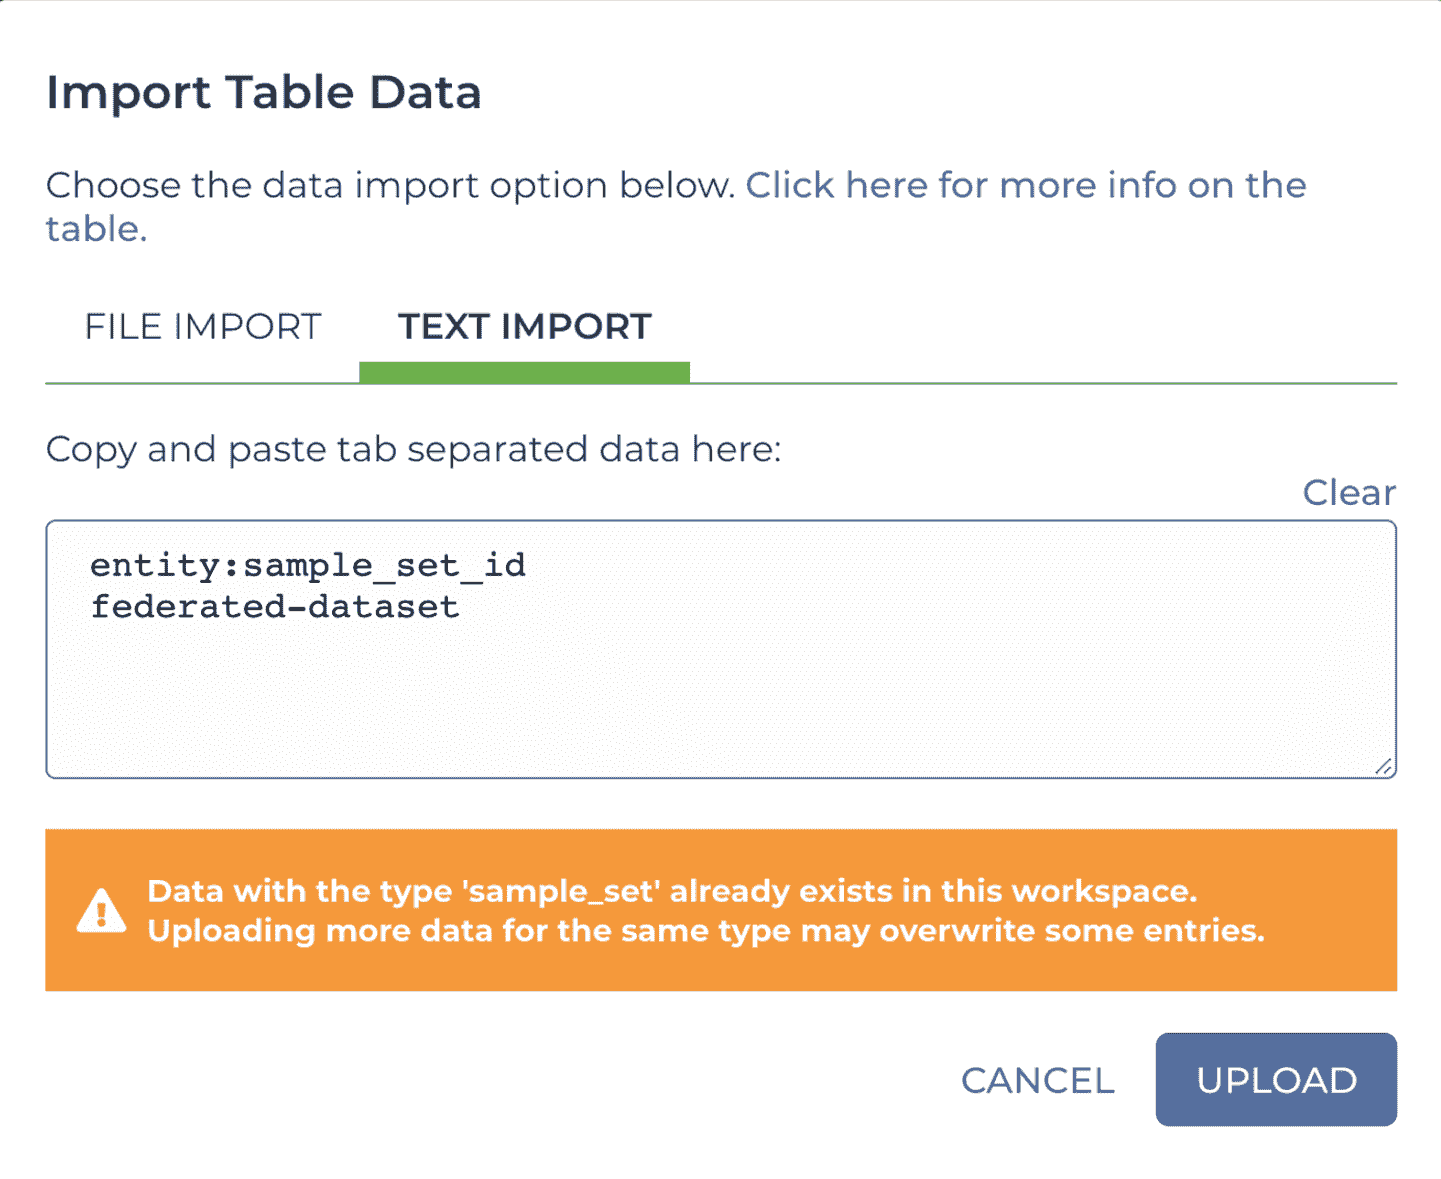 Import Table Data
Choose the data import option below. Click here for more info on the
table.
FILE IMPORT TEXT IMPORT
Copy and paste tab separated data here:
Clear
entity:sample_set_id
federated-dataset
Data with the type 'sample_set' already exists in this workspace.
Uploading more data for the same type may overwrite some entries.
CANCEL UPLOAD